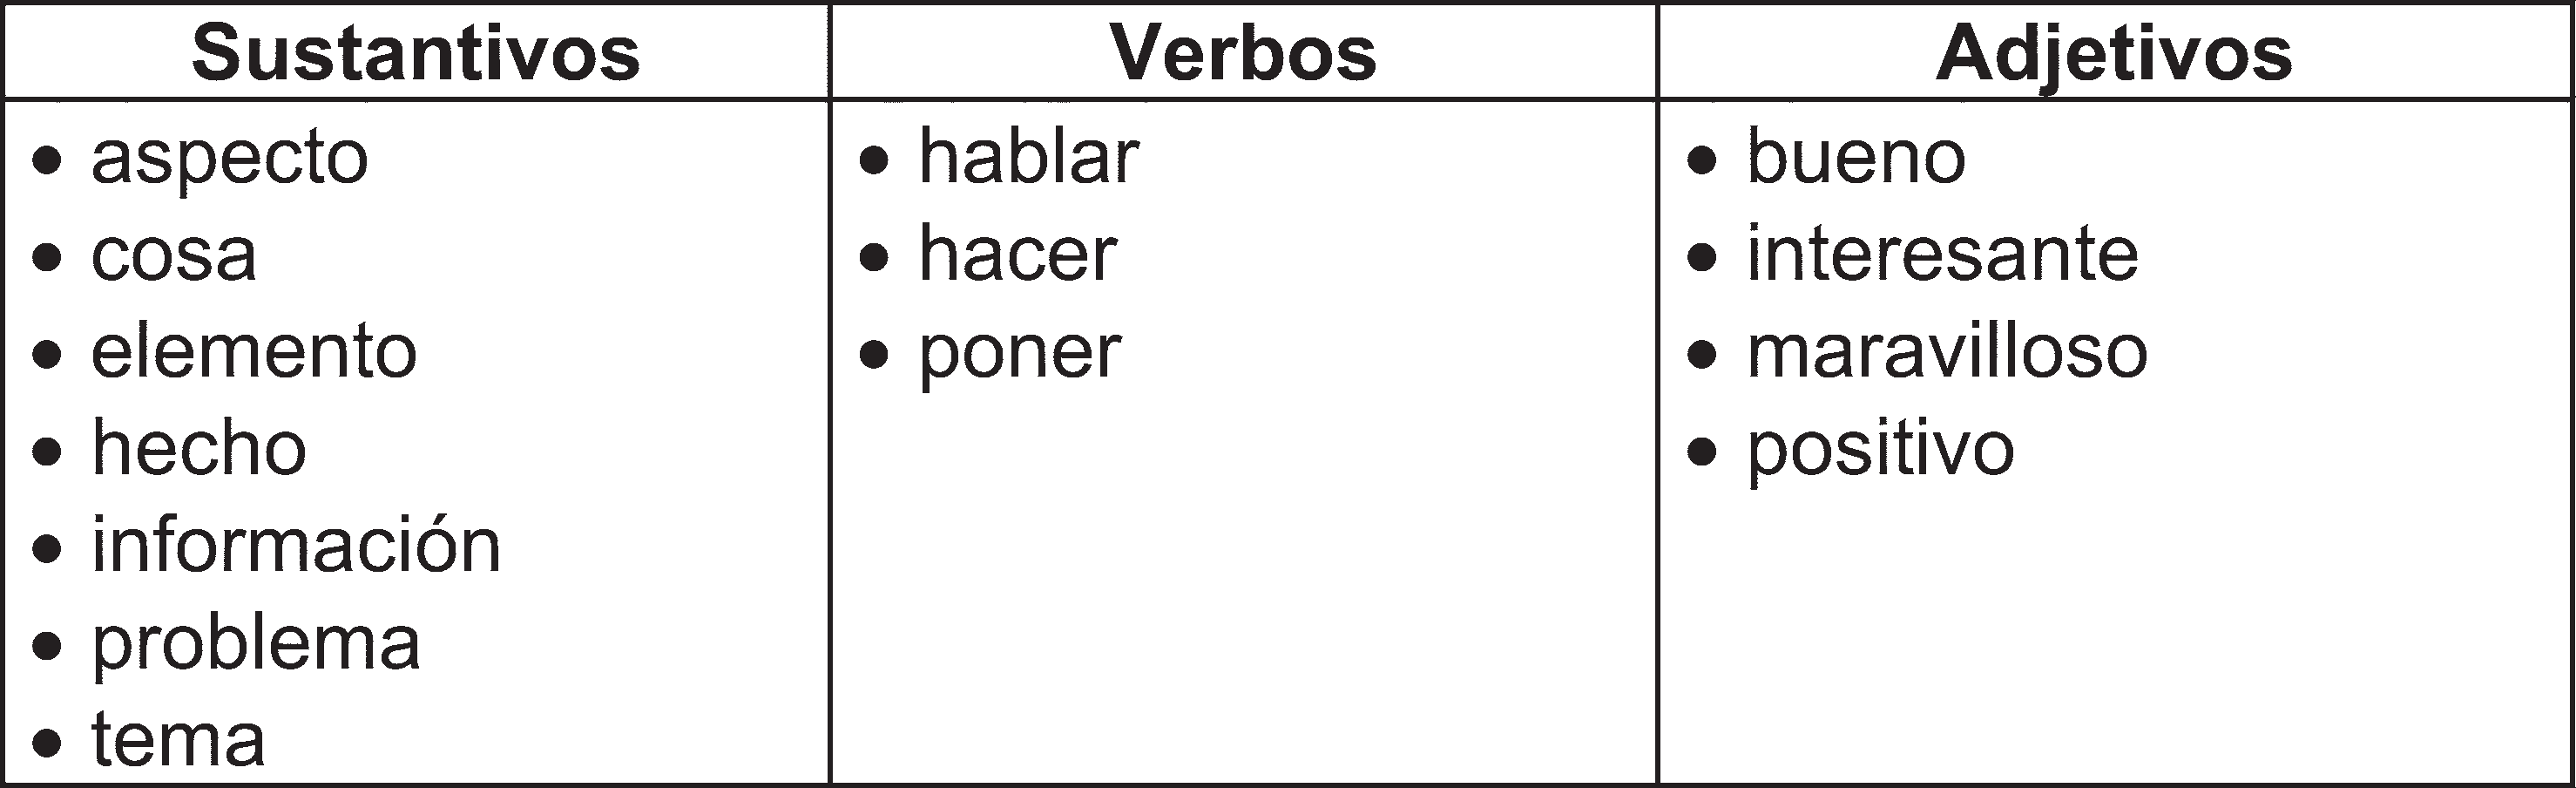 Sustantivos Verbos Adjetivos
• aspecto
• cosa
• elemento
• hecho
• información
• problema
• tema
• hablar
• hacer
• poner
• bueno
• interesante
• maravilloso
• positivo